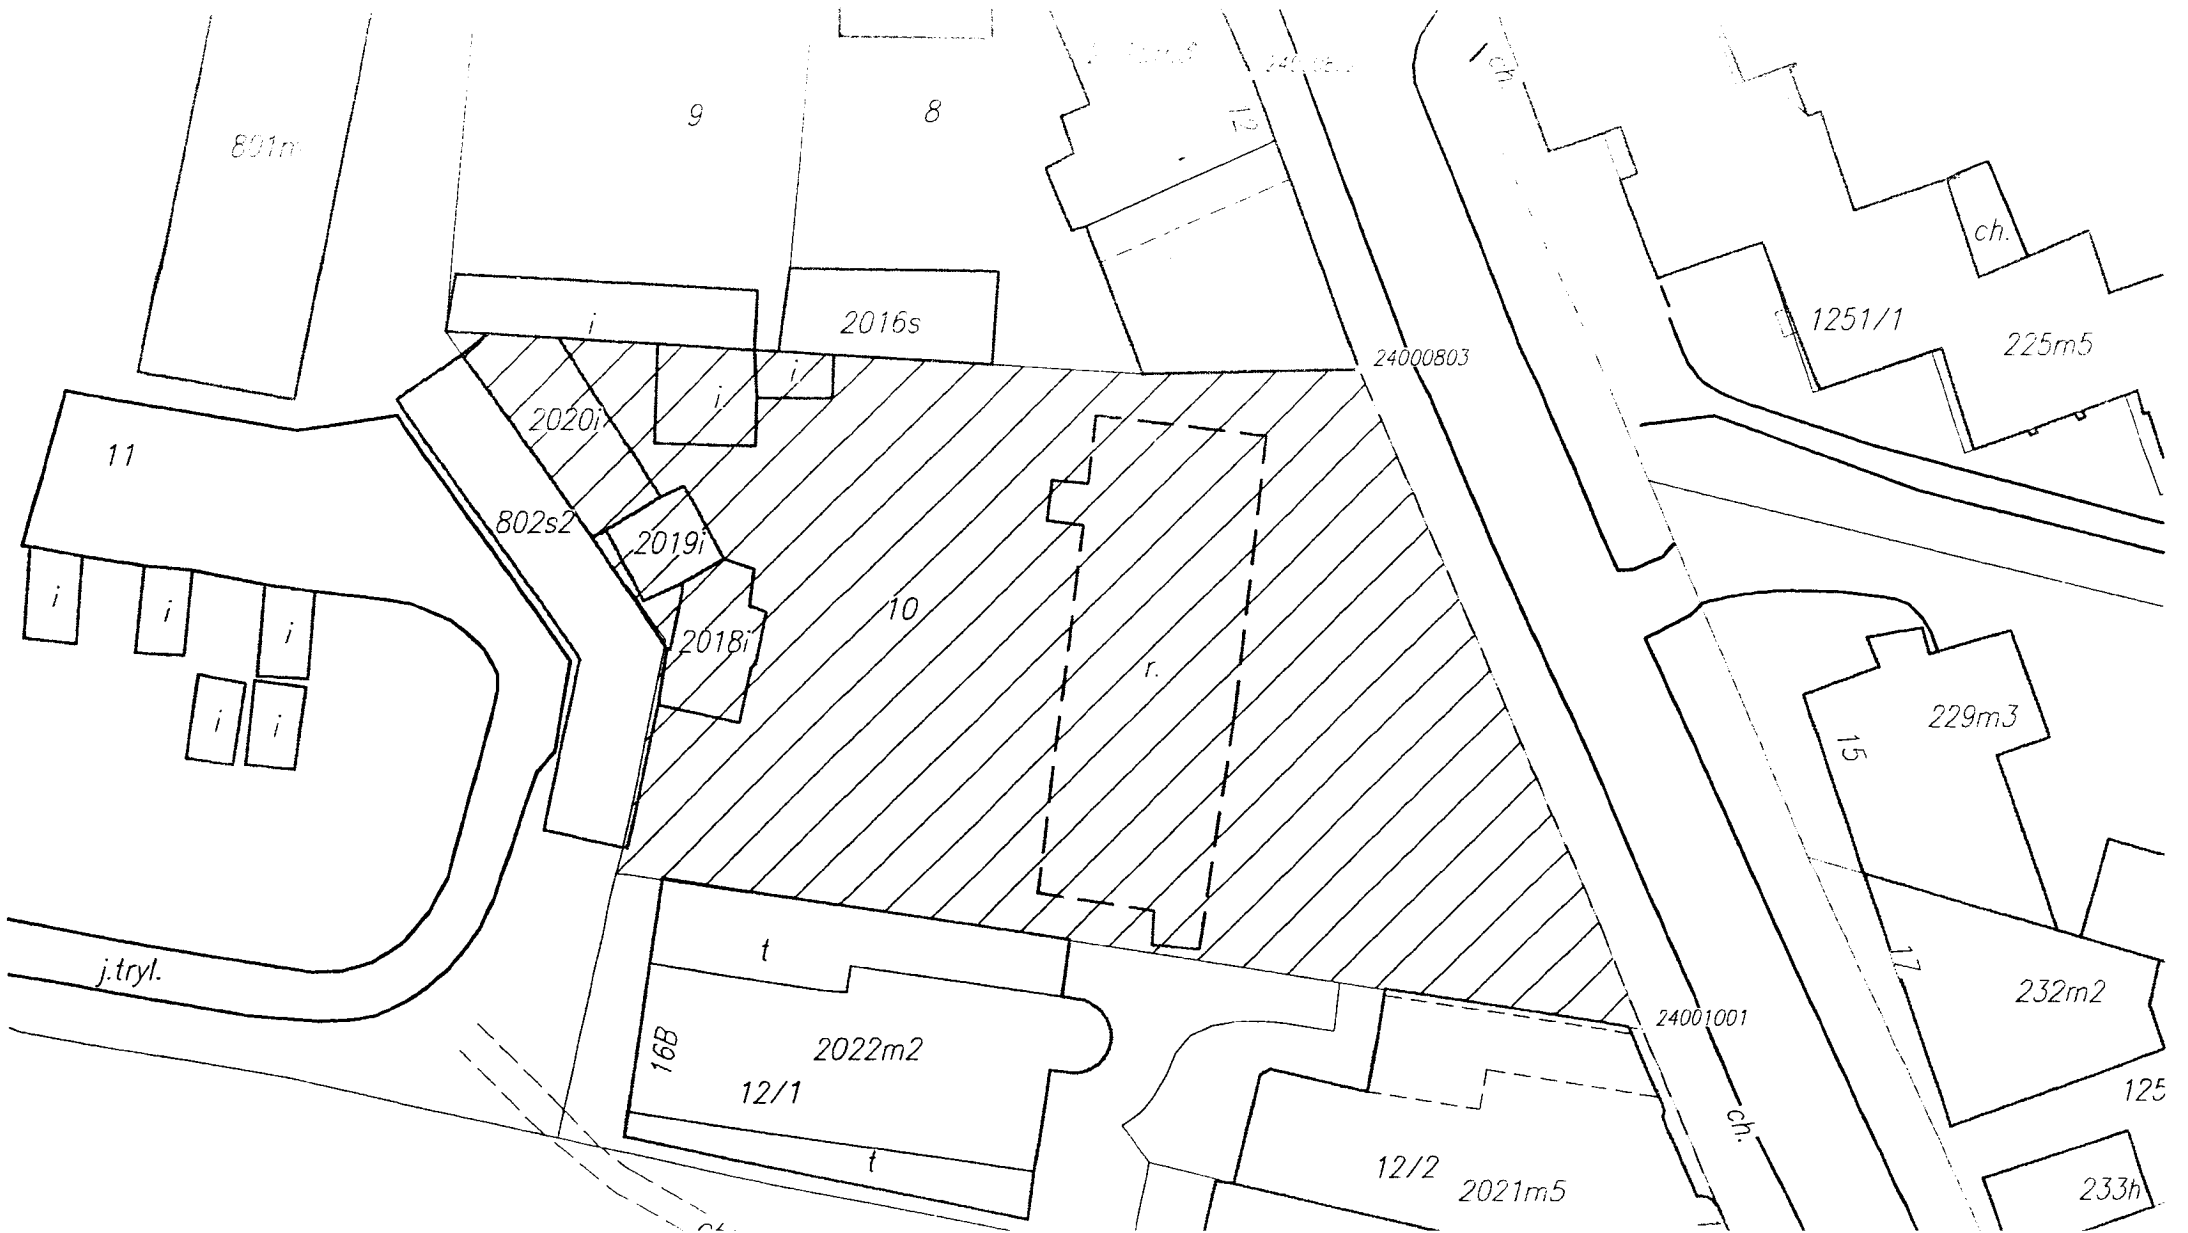 9
8
12
ch.
ch.
i
2016s
1251/1
225m5
24000803
i
i
2020i
11
802s2
2019i
10
i
i
i
2018i
r.
i
i
229m3
15
t
17
j.tryl.
232m2
24001001
16B
2022m2
12/1
125
ch.
t
12/2
2021m5
233h